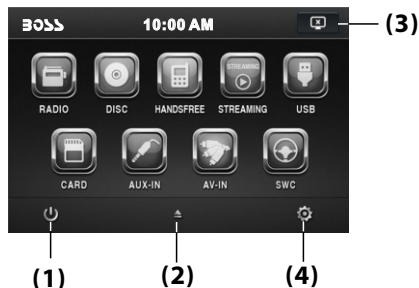 BOSS 10:00 AM
(3)
STREAMING
RADIO DISC HANDSFREE STREAMING USB
CARD AUX-IN AV-IN SWC
(1) (2) (4)